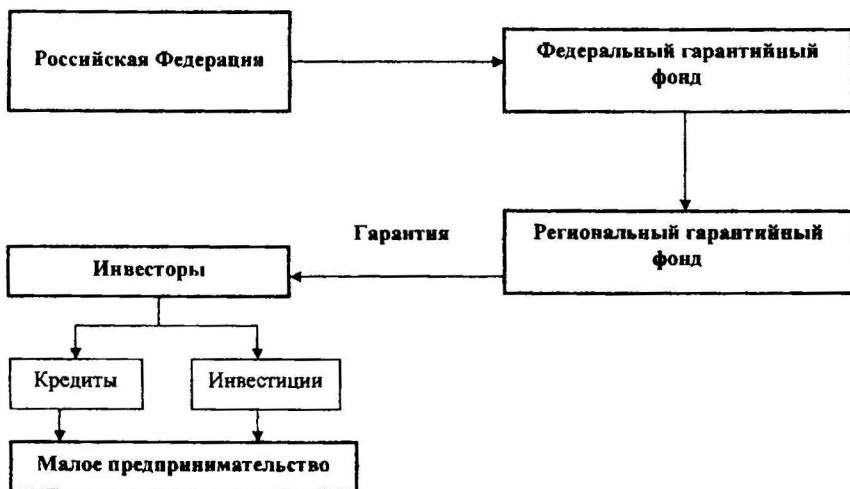 Российская Федерация
Федеральный гарантийный
фонд
Гарантия
Региональный гарантийный
фонд
Инвесторы
Кредиты
Инвестиции
Малое предпринимательство